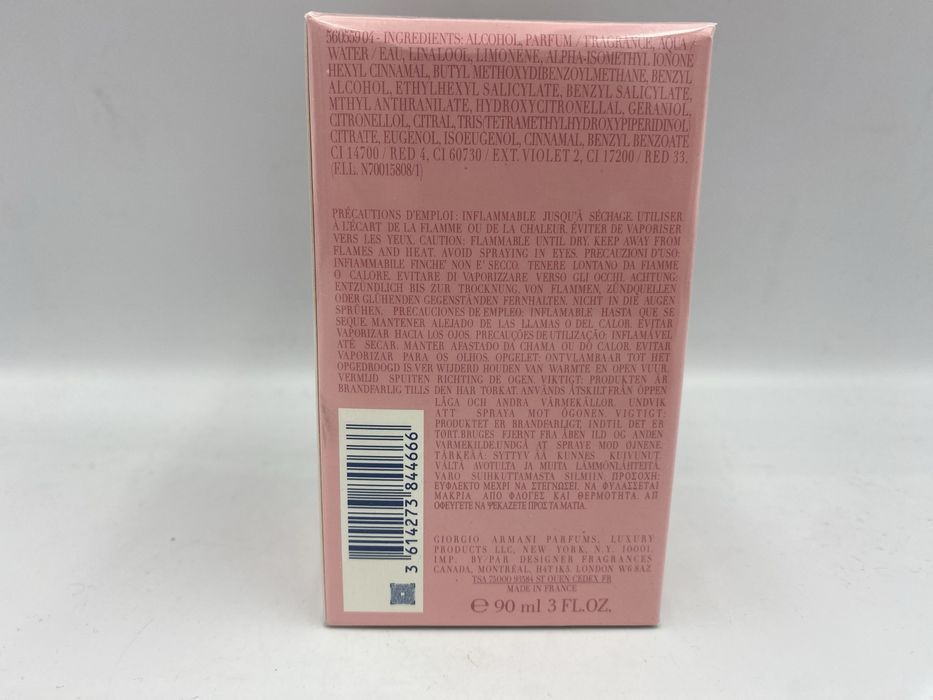 56055904 - INGREDIENTS: ALCOHOL, PARFUM / FRAGRANCE, AQUA /
WATER / EAU, LINALOOL, LIMONENE, ALPHA-ISOMETHYL IONONE
HEXYL CINNAMAL, BUTYL METHOXYDIBENZOYLMETHANE, BENZYL
ALCOHOL, ETHYLHEXYL SALICYLATE, BENZYL SALICYLATE,
MTHYL ANTHRANILATE, HYDROXYCITRONELLAL, GERANIOL,
CITRONELLOL, CITRAL, TRIS(TETRAMETHYLHYDROXYPIPERIDINOL)
CITRATE, EUGENOL, ISOEUGENOL, CINNAMAL, BENZYL BENZOATE
CI 14700 / RED 4, CI 60730 / EXT. VIOLET 2, CI 17200 / RED 33.
(F.I.L. N70015808/1)
PRÉCAUTIONS D'EMPLOI : INFLAMMABLE JUSQU'À SÉCHAGE. UTILISER
À L'ÉCART DE LA FLAMME OU DE LA CHALEUR. ÉVITER DE VAPORISER
VERS LES YEUX. CAUTION: FLAMMABLE UNTIL DRY. KEEP AWAY FROM
FLAMES AND HEAT. AVOID SPRAYING IN EYES. PRECAUZIONI D'USO:
INFIAMMABILE FINCHE' NON E' SECCO. TENERE LONTANO DA FIAMME
O CALORE. EVITARE DI VAPORIZZARE VERSO GLI OCCHI. ACHTUNG:
ENTZÜNDLICH BIS ZUR TROCKNUNG. VON FLAMMEN, ZÜNDQUELLEN
ODER GLÜHENDEN GEGENSTÄNDEN FERNHALTEN. NICHT IN DIE AUGEN
SPRÜHEN. PRECAUCIONES DE EMPLEO: INFLAMABLE HASTA QUE SE
SEQUE. MANTENER ALEJADO DE LAS LLAMAS O DEL CALOR. EVITAR
VAPORIZAR HACIA LOS OJOS. PRECAUÇÕES DE UTILIZAÇÃO: INFLAMÁVEL
ATÉ SECAR. MANTER AFASTADO DA CHAMA OU DO CALOR. EVITAR
VAPORIZAR PARA OS OLHOS. OPGELET: ONTVLAMBAAR TOT HET
OPGEDROOGD IS.VER WIJDERD HOUDEN VAN WARMTE EN OPEN VUUR.
VERMIJD SPUITEN RICHTING DE OGEN. VIKTIGT: PRODUKTEN ÄR
BRANDFARLIG TILLS DEN HAR TORKAT. ANVÄNDS ÅTSKILT FRÅN ÖPPEN
LÅGA OCH ANDRA VÄRMEKÄLLOR. UNDVIK
ATT SPRAYA MOT ÖGONEN. VIGTIGT:
PRODUKTET ER BRANDFARLIGT, INDTIL DET ER
TØRT.BRUGES FJERNT FRA ÅBEN ILD OG ANDEN
VARMEKILDE.UNDGÅ AT SPRAYE MOD ØJNENE.
TÄRKEÄÄ: SYTTYVÄÄ KUNNES KUIVUNUT.
VÄLTÄ AVOTULTA JA MUITA LÄMMÖNLÄHTEITÄ.
VARO SUIHKUTTAMASTA SILMIIN. ΠΡΟΣΟΧΗ:
ΕΥΦΛΕΚΤΟ ΜΕΧΡΙ ΝΑ ΣΤΕΓΝΩΣΕΙ. ΝΑ ΦΥΛΑΣΣΕΤΑΙ
ΜΑΚΡΙΑ ΑΠΟ ΦΛΟΓΕΣ ΚΑΙ ΘΕΡΜΟΤΗΤΑ. ΑΠ
ΟΦΕΥΓΕΤΕ ΝΑ ΨΕΚΑΖΕΤΕ ΠΡΟΣ ΤΑ ΜΑΤΙΑ.
3 614273 844666
GIORGIO ARMANI PARFUMS, LUXURY
PRODUCTS LLC, NEW YORK, N.Y. 10001.
IMP. BY/PAR DESIGNER FRAGRANCES
CANADA, MONTRÉAL, H4T 1K5. LONDON W6 8AZ
TSA 75000 93584 ST OUEN CEDEX FR
MADE IN FRANCE
℮ 90 ml 3 FL.OZ.